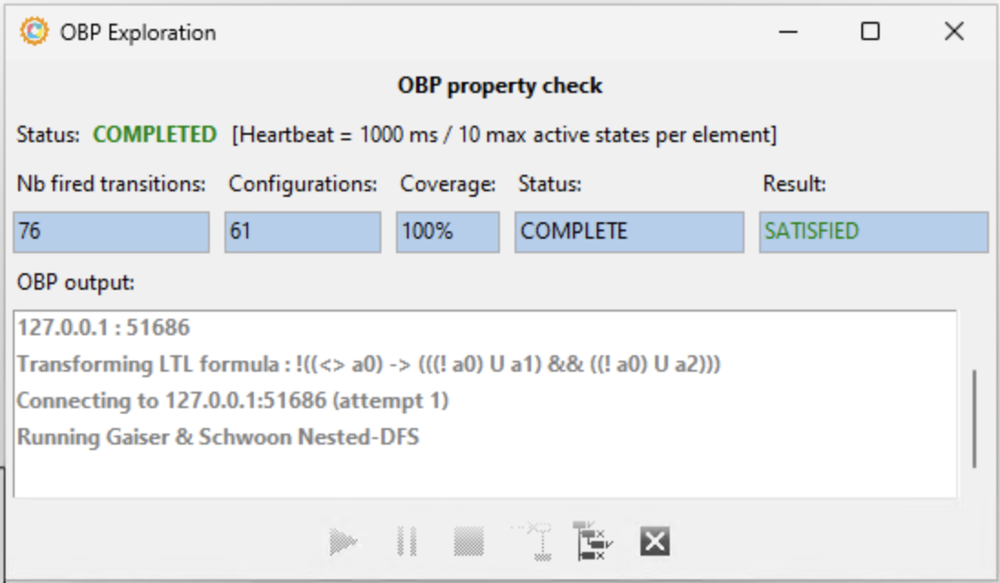 OBP Exploration
OBP property check
Status: COMPLETED [Heartbeat = 1000 ms / 10 max active states per element]
Nb fired transitions: Configurations: Coverage: Status: Result:
76 61 100% COMPLETE SATISFIED
OBP output:
127.0.0.1 : 51686
Transforming LTL formula : !((<> a0) -> (((! a0) U a1) && ((! a0) U a2)))
Connecting to 127.0.0.1:51686 (attempt 1)
Running Gaiser & Schwoon Nested-DFS